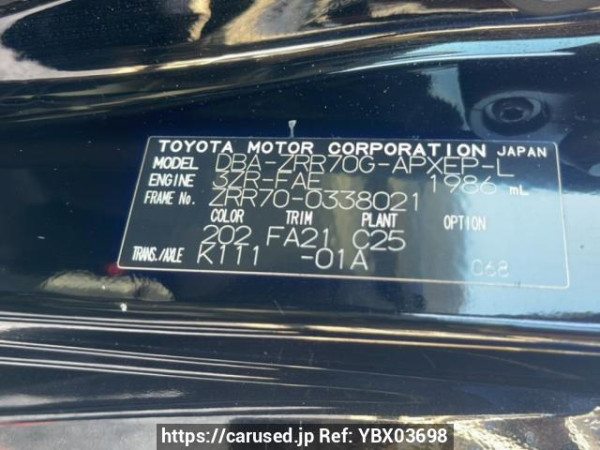 TOYOTA MOTOR CORPORATION JAPAN
MODEL DBA-ZRR70G-APXEP-L
ENGINE 3ZR-FAE 1986 mL
FRAME No. ZRR70-0338021
COLOR TRIM PLANT OPTION
202 FA21 C25
TRANS./AXLE K111 -01A C68
https://carused.jp Ref: YBX03698